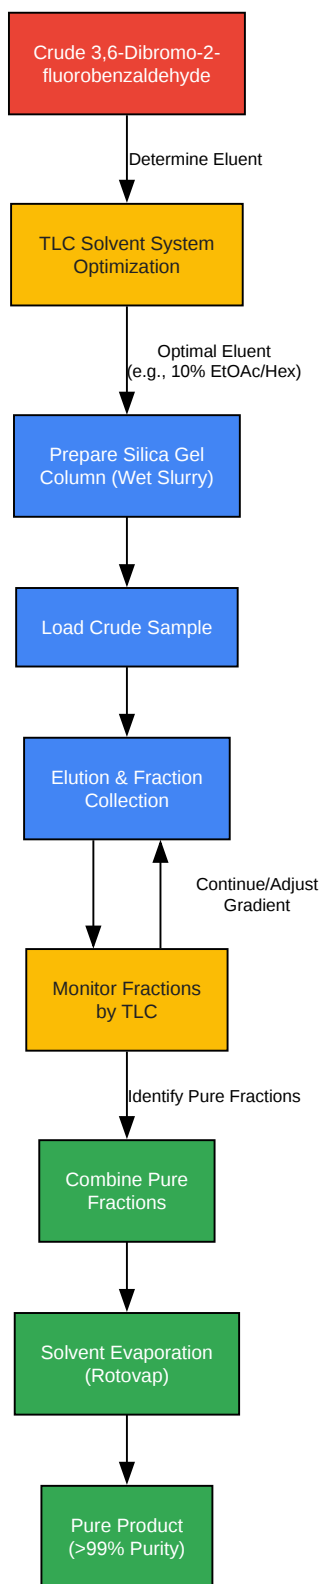 Crude 3,6-Dibromo-2-
fluorobenzaldehyde
Determine Eluent
TLC Solvent System
Optimization
Optimal Eluent
(e.g., 10% EtOAc/Hex)
Prepare Silica Gel
Column (Wet Slurry)
Load Crude Sample
Elution & Fraction
Collection
Continue/Adjust
Gradient
Monitor Fractions
by TLC
Identify Pure Fractions
Combine Pure
Fractions
Solvent Evaporation
(Rotovap)
Pure Product
(>99% Purity)